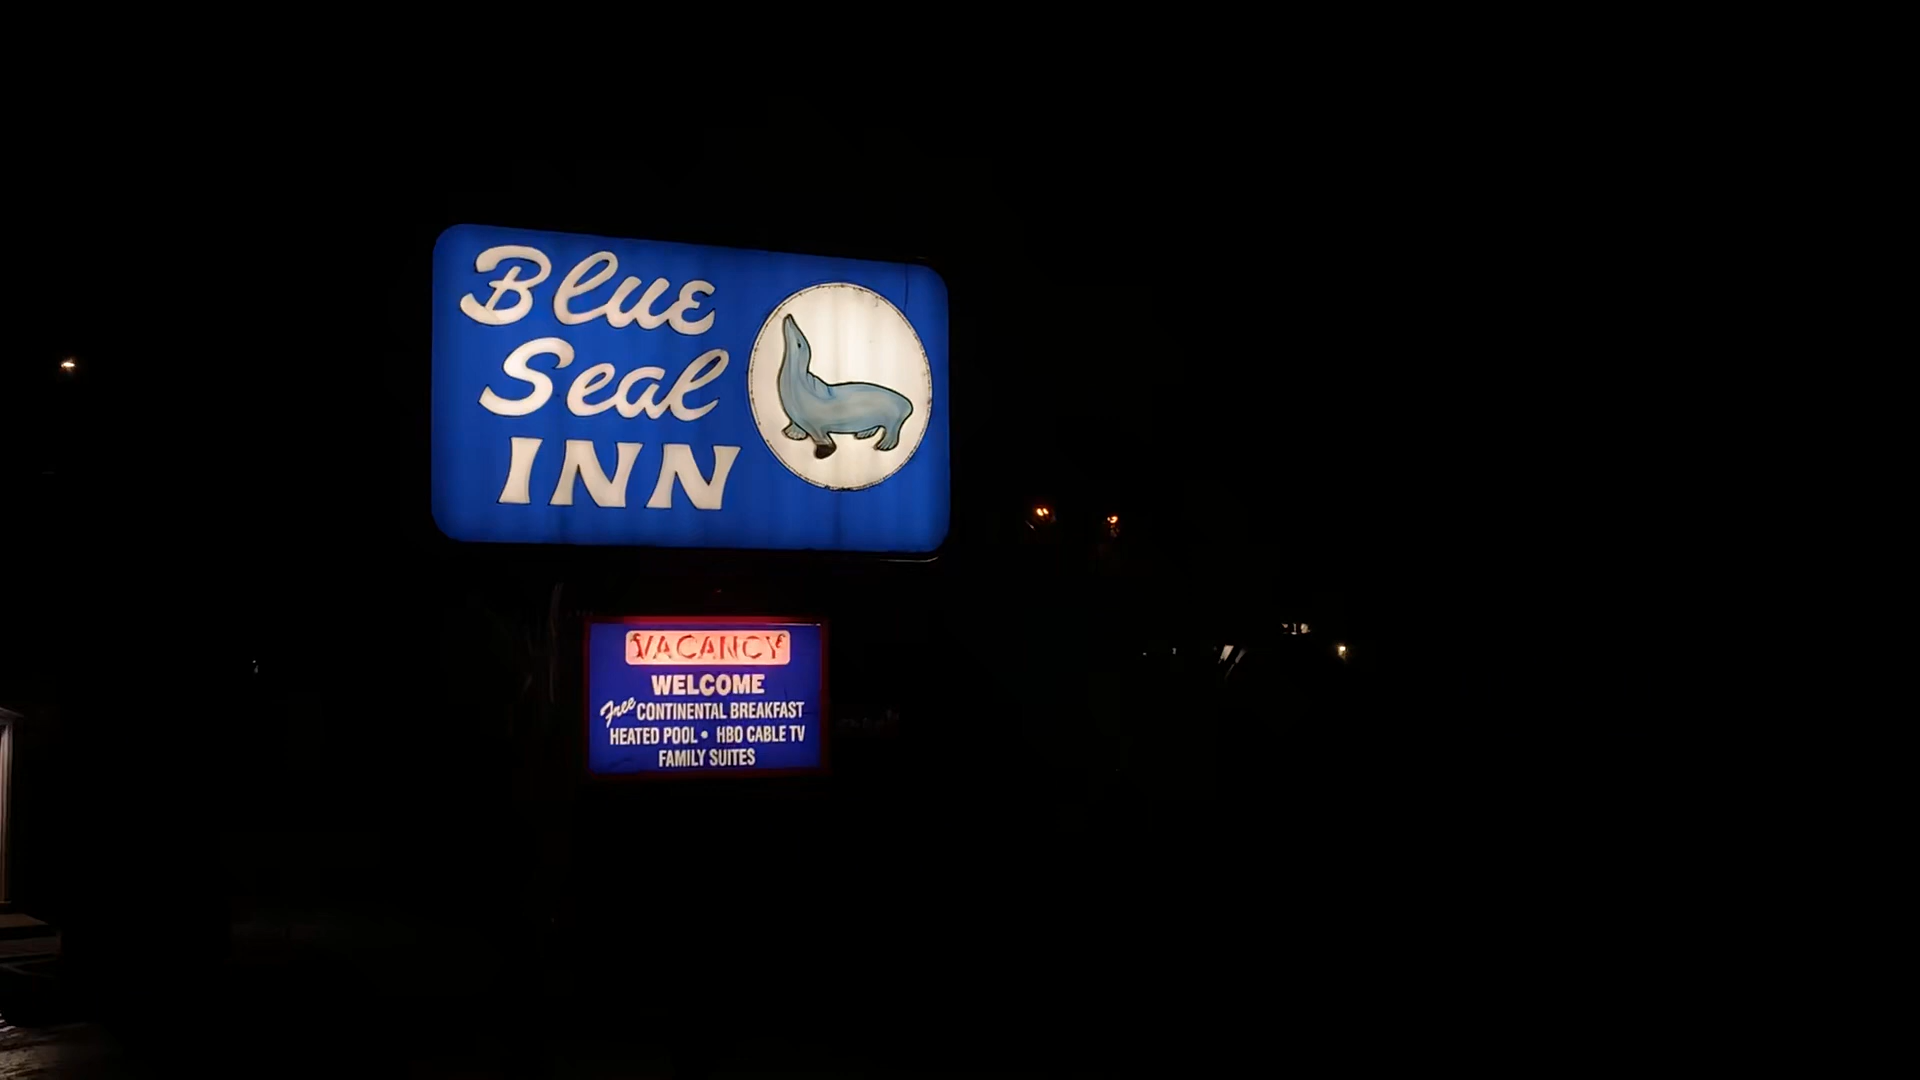 Blue
Seal
INN
VACANCY
WELCOME
Free CONTINENTAL BREAKFAST
HEATED POOL • HBO CABLE TV
FAMILY SUITES